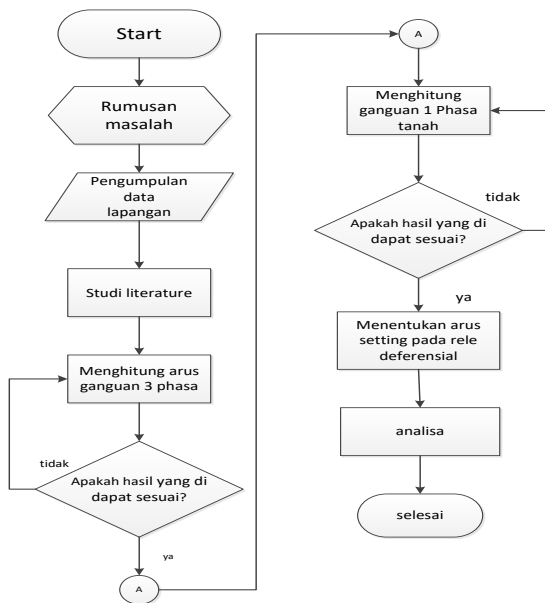 Start
Rumusan
masalah
Pengumpulan
data
lapangan
Studi literature
Menghitung arus
ganguan 3 phasa
tidak
Apakah hasil yang di
dapat sesuai?
ya
A
A
Menghitung
ganguan 1 Phasa
tanah
tidak
Apakah hasil yang di
dapat sesuai?
ya
Menentukan arus
setting pada rele
deferensial
analisa
selesai